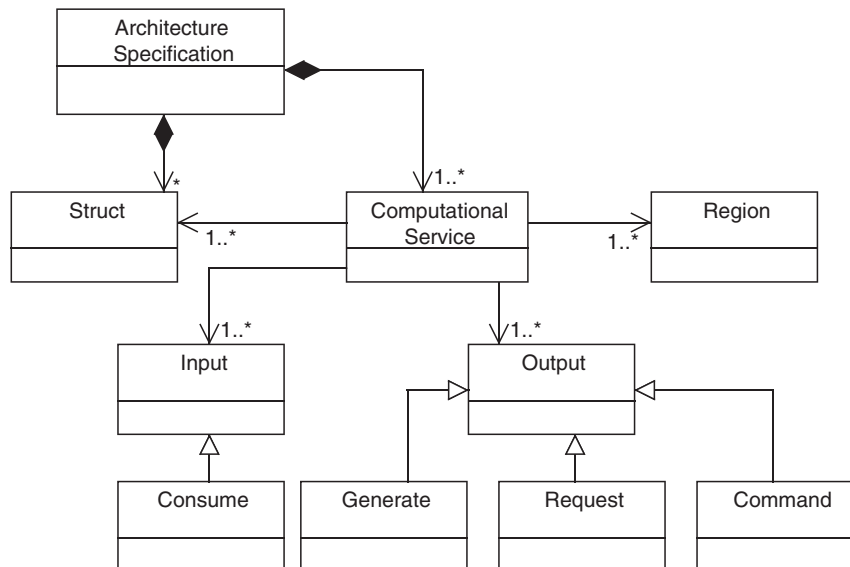 Architecture
Specification
*
1..*
Struct
Computational
Service
Region
1..*
1..*
1..*
1..*
Input
Output
Consume
Generate
Request
Command